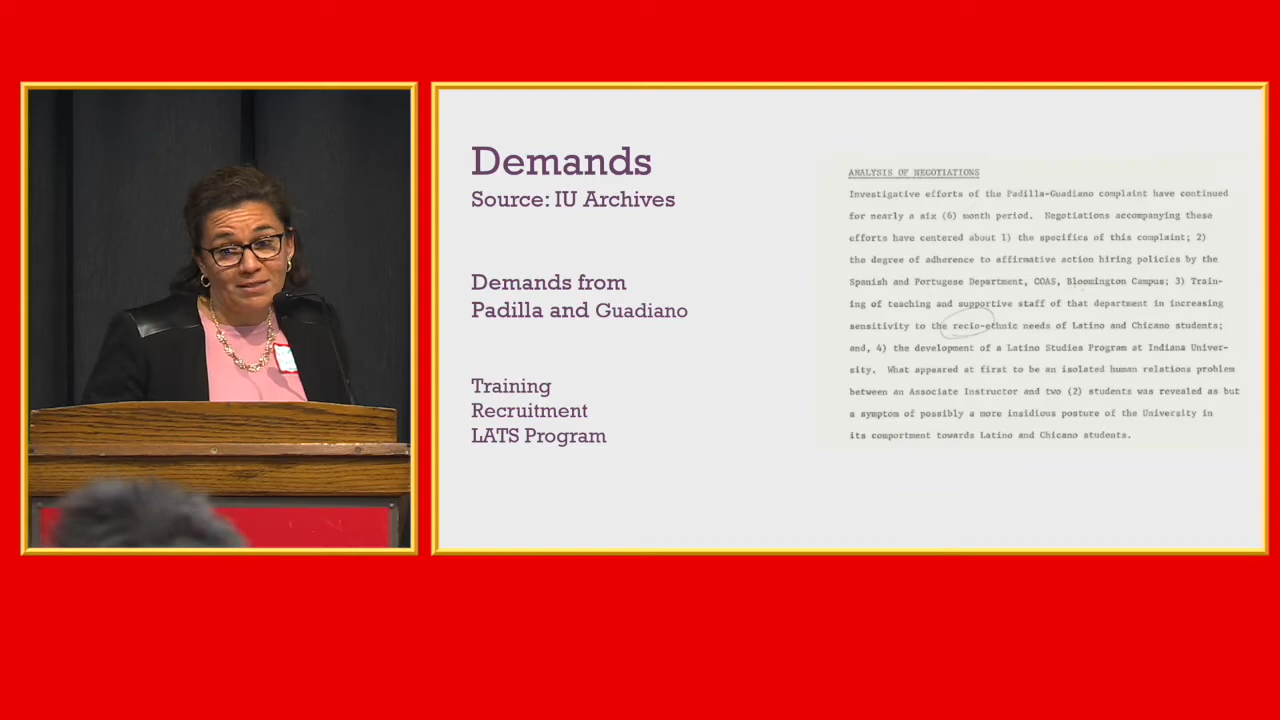 Demands
Source: IU Archives
Demands from
Padilla and Guadiano
Training
Recruitment
LATS Program
ANALYSIS OF NEGOTIATIONS
Investigative efforts of the Padilla-Guadiano complaint have continued
for nearly a six (6) month period. Negotiations accompanying these
efforts have centered about 1) the specifics of this complaint; 2)
the degree of adherence to affirmative action hiring policies by the
Spanish and Portugese Department, COAS, Bloomington Campus; 3) Train-
ing of teaching and supportive staff of that department in increasing
sensitivity to the recio-ethnic needs of Latino and Chicano students;
and, 4) the development of a Latino Studies Program at Indiana Univer-
sity. What appeared at first to be an isolated human relations problem
between an Associate Instructor and two (2) students was revealed as but
a symptom of possibly a more insidious posture of the University in
its comportment towards Latino and Chicano students.